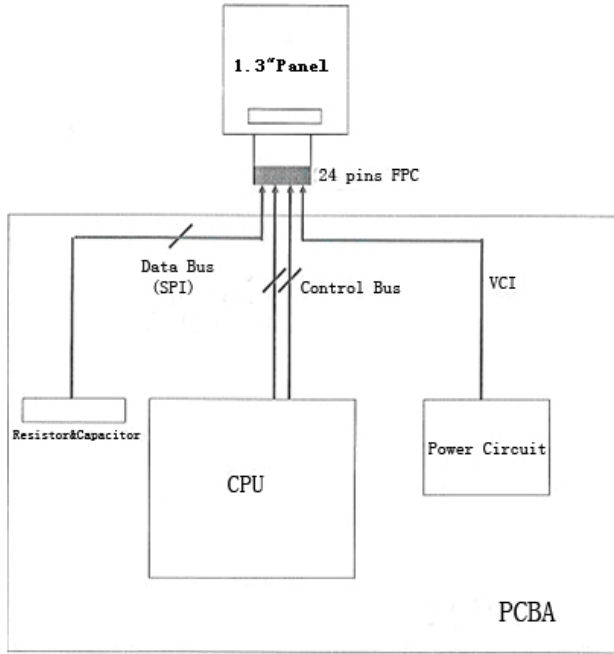 1.3"Panel
24 pins FPC
Data Bus
(SPI)
Control Bus
VCI
Resistor&Capacitor
CPU
Power Circuit
PCBA